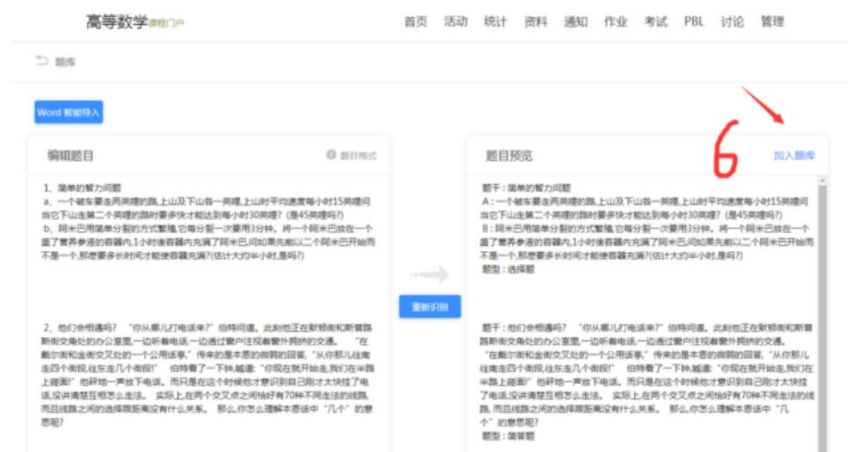 高等数学课程门户
首页 活动 统计 资料 通知 作业 考试 PBL 讨论 管理
题库
Word 智能导入
编辑题目 题目格式
1、简单的智力问题
a、一个破车要走两英哩的路,上山及下山各一英哩,上山时平均速度每小时15英哩问
当它下山走第二个英哩的路时要多快才能达到每小时30英哩？ (是45英哩吗?)
b、阿米巴用简单分裂的方式繁殖,它每分裂一次要用3分钟。将一个阿米巴放在一个
盛了营养参液的容器内,1小时後容器内充满了阿米巴,问如果先前以二个阿米巴开始而
不是一个,那麽要多长时间才能使容器充满?(估计大约半小时,是吗?)
2、他们会相遇吗？ “你从哪儿打电话来?”伯特问道。此刻他正在默顿街和斯普路
斯街交角处的办公室里,一边听着电话,一边透过窗户注视着窗外拥挤的交通。 “在
戴尔街和金街交叉处的一个公用话亭,”传来的是本恩的微弱的回答,“从你那儿往南
走四个街段,往东走几个街段!” 伯特看了一下钟,喊道:“你现在就开始走,我们在半路
上碰面!”他砰地一声放下电话。而只是在这个时候他才意识到自己刚才太快挂了电
话,没讲清楚互相怎么走法。 实际上,在两个交叉点之间恰好有70种不同走法的线路,
而且线路之间的选择跟距离没有什么关系。 那么,你怎么理解本恩话中“几个”的意
思呢?
重新识别
6
题目预览 加入题库
题干：简单的智力问题
A：一个破车要走两英哩的路,上山及下山各一英哩,上山时平均速度每小时15英哩问
当它下山走第二个英哩的路时要多快才能达到每小时30英哩？ (是45英哩吗?)
B：阿米巴用简单分裂的方式繁殖,它每分裂一次要用3分钟。将一个阿米巴放在一个
盛了营养参液的容器内,1小时後容器内充满了阿米巴,问如果先前以二个阿米巴开始而
不是一个,那麽要多长时间才能使容器充满?(估计大约半小时,是吗?)
题型：选择题
题干：他们会相遇吗？ “你从哪儿打电话来?”伯特问道。此刻他正在默顿街和斯普
路斯街交角处的办公室里,一边听着电话,一边透过窗户注视着窗外拥挤的交通。
“在戴尔街和金街交叉处的一个公用话亭,”传来的是本恩的微弱的回答,“从你那儿
往南走四个街段,往东走几个街段!” 伯特看了一下钟,喊道:“你现在就开始走,我们在
半路上碰面!”他砰地一声放下电话。而只是在这个时候他才意识到自己刚才太快挂
了电话,没讲清楚互相怎么走法。 实际上,在两个交叉点之间恰好有70种不同走法的线
路,而且线路之间的选择跟距离没有什么关系。 那么,你怎么理解本恩话中“几
个”的意思呢?
题型：简答题